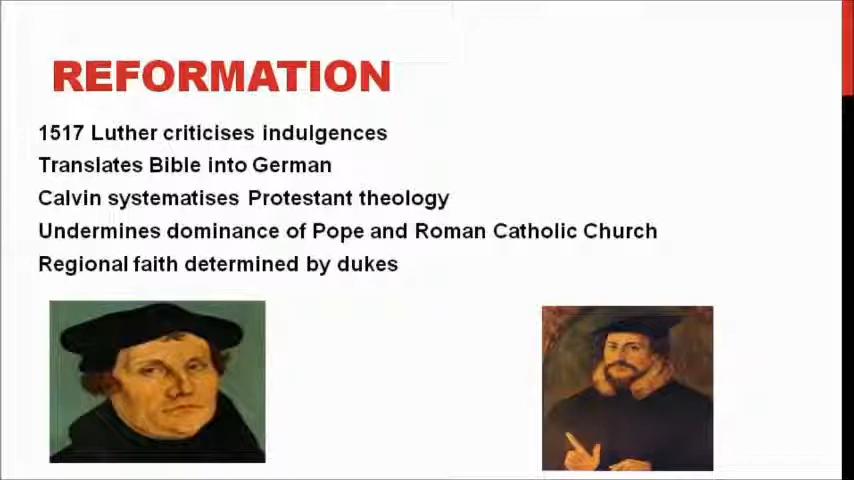 REFORMATION
1517 Luther criticises indulgences
Translates Bible into German
Calvin systematises Protestant theology
Undermines dominance of Pope and Roman Catholic Church
Regional faith determined by dukes